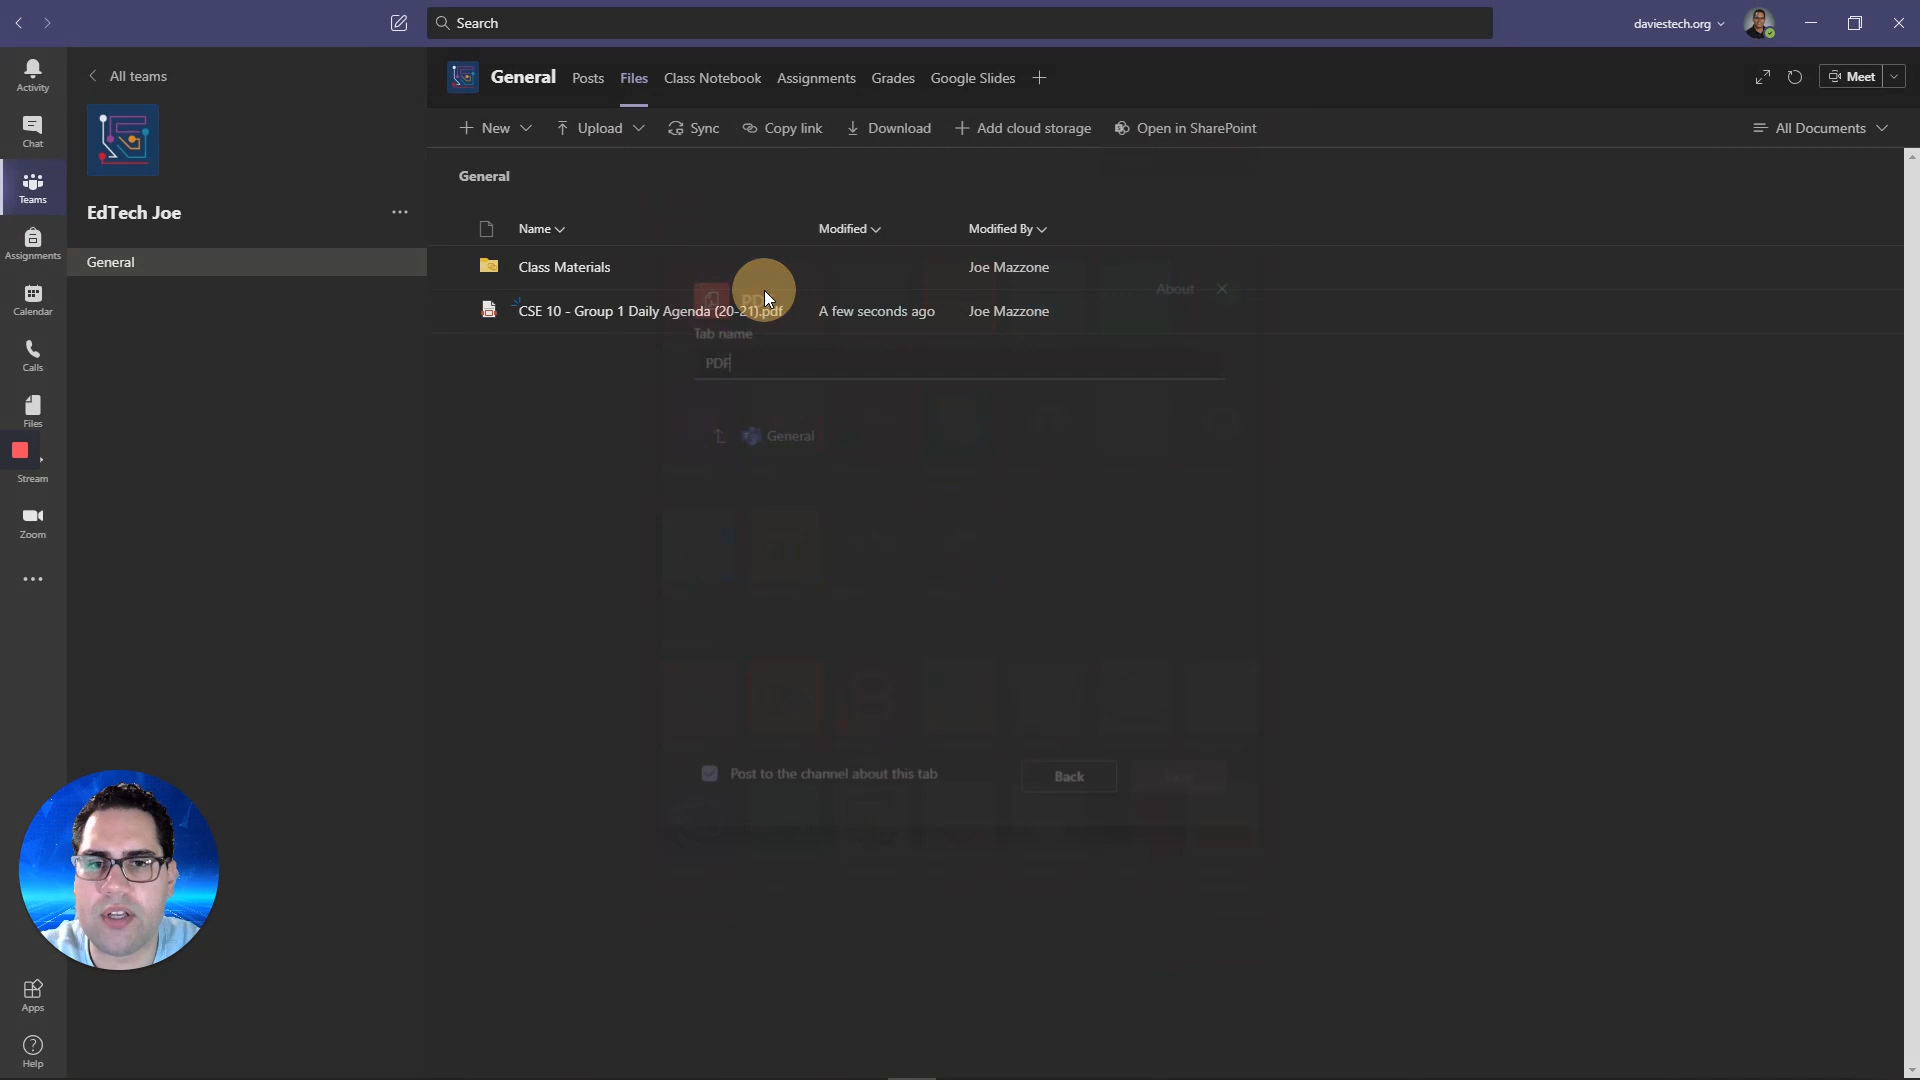 Search
daviestech.org
Activity
Chat
Teams
Assignments
Calendar
Calls
Files
Stream
Zoom
Apps
Help
All teams
EdTech Joe
General
General
Posts
Files
Class Notebook
Assignments
Grades
Google Slides
Meet
New
Upload
Sync
Copy link
Download
Add cloud storage
Open in SharePoint
All Documents
General
Name
Modified
Modified By
Class Materials
Joe Mazzone
CSE 10 - Group 1 Daily Agenda (20-21).pdf
A few seconds ago
Joe Mazzone
PDF
About
Tab name
PDF
General
Post to the channel about this tab
Back